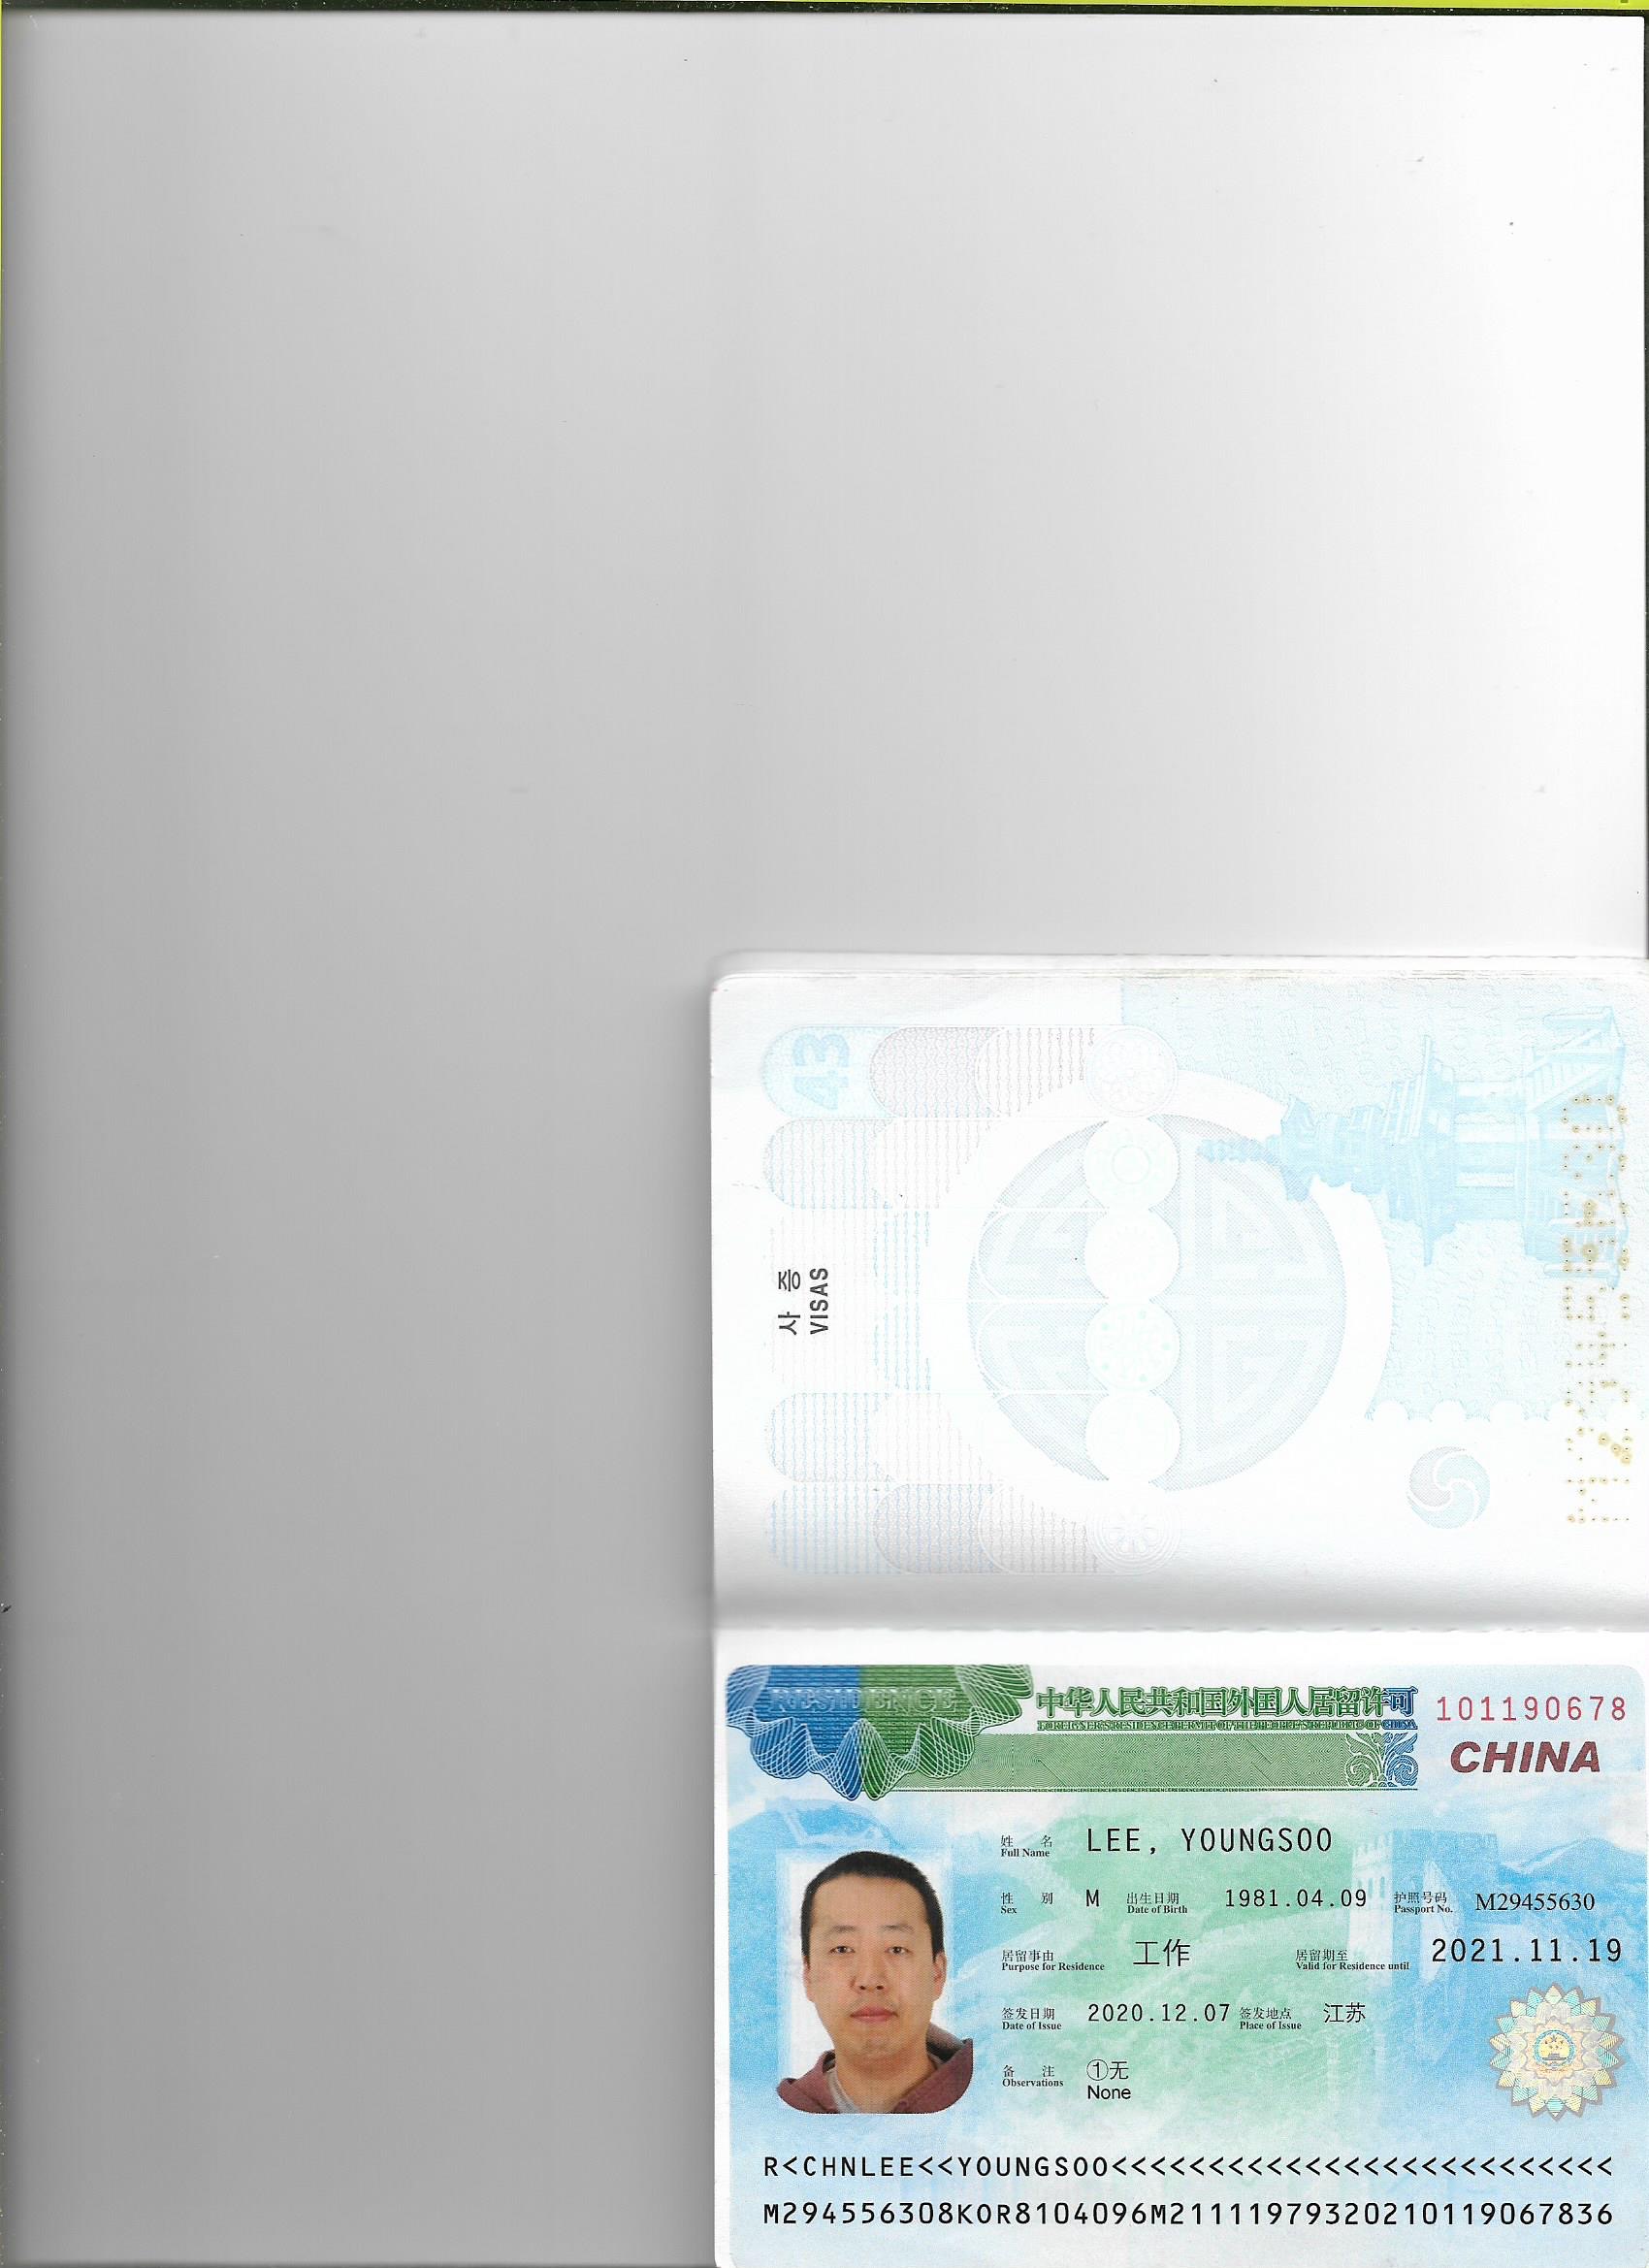 43
사 증
VISAS
RESIDENCE
中华人民共和国外国人居留许可
FOREIGNER'S RESIDENCE PERMIT OF THE PEOPLE'S REPUBLIC OF CHINA
101190678
CHINA
姓 名 LEE, YOUNGSOO
Full Name
性 别 M 出生日期 1981.04.09 护照号码 M29455630
Sex Date of Birth Passport No.
居留事由 工作 居留期至 2021.11.19
Purpose for Residence Valid for Residence until
签发日期 2020.12.07 签发地点 江苏
Date of Issue Place of Issue
备 注 ①无
Observations None
R<CHNLEE<<YOUNGSOO<<<<<<<<<<<<<<<<<<<<<<<<<<
M294556308KOR8104096M21111979320210119067836